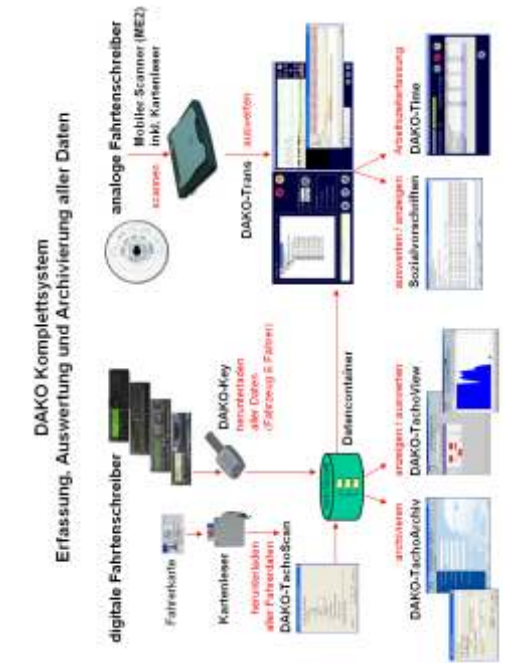 DAKO Komplettsystem
Erfassung, Auswertung und Archivierung aller Daten
digitale Fahrtenschreiber
Fahrerkarte
Kartenleser
herunterladen
aller Fahrerdaten
DAKO-TachoScan
DAKO-Key
herunterladen
aller Daten
(Fahrzeug & Fahrer)
Datencontainer
archivieren
DAKO-TachoArchiv
anzeigen / auswerten
DAKO-TachoView
analoge Fahrtenschreiber
Mobiler Scanner (ME2)
inkl. Kartenleser
scannen
auswerten
DAKO-Trans
auswerten / anzeigen
Sozialvorschriften
Arbeitszeiterfassung
DAKO-Time